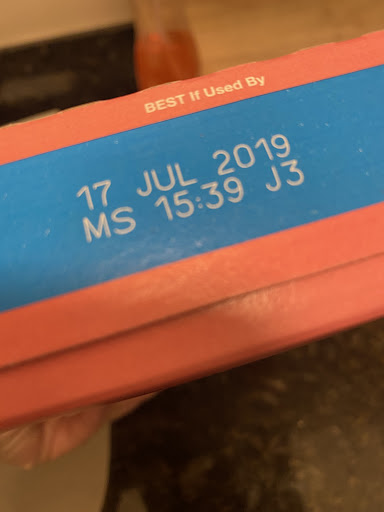 BEST If Used By
17 JUL 2019
MS 15:39 J3